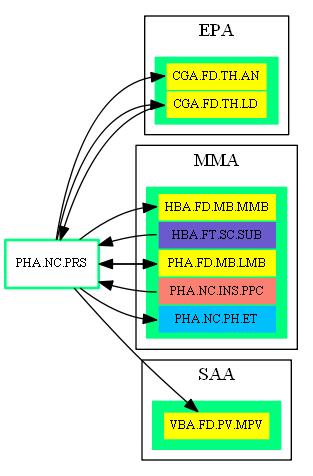 EPA
CGA.FD.TH.AN
CGA.FD.TH.LD
MMA
HBA.FD.MB.MMB
HBA.FT.SC.SUB
PHA.NC.PRS
PHA.FD.MB.LMB
PHA.NC.INS.PPC
PHA.NC.PH.ET
SAA
VBA.FD.PV.MPV